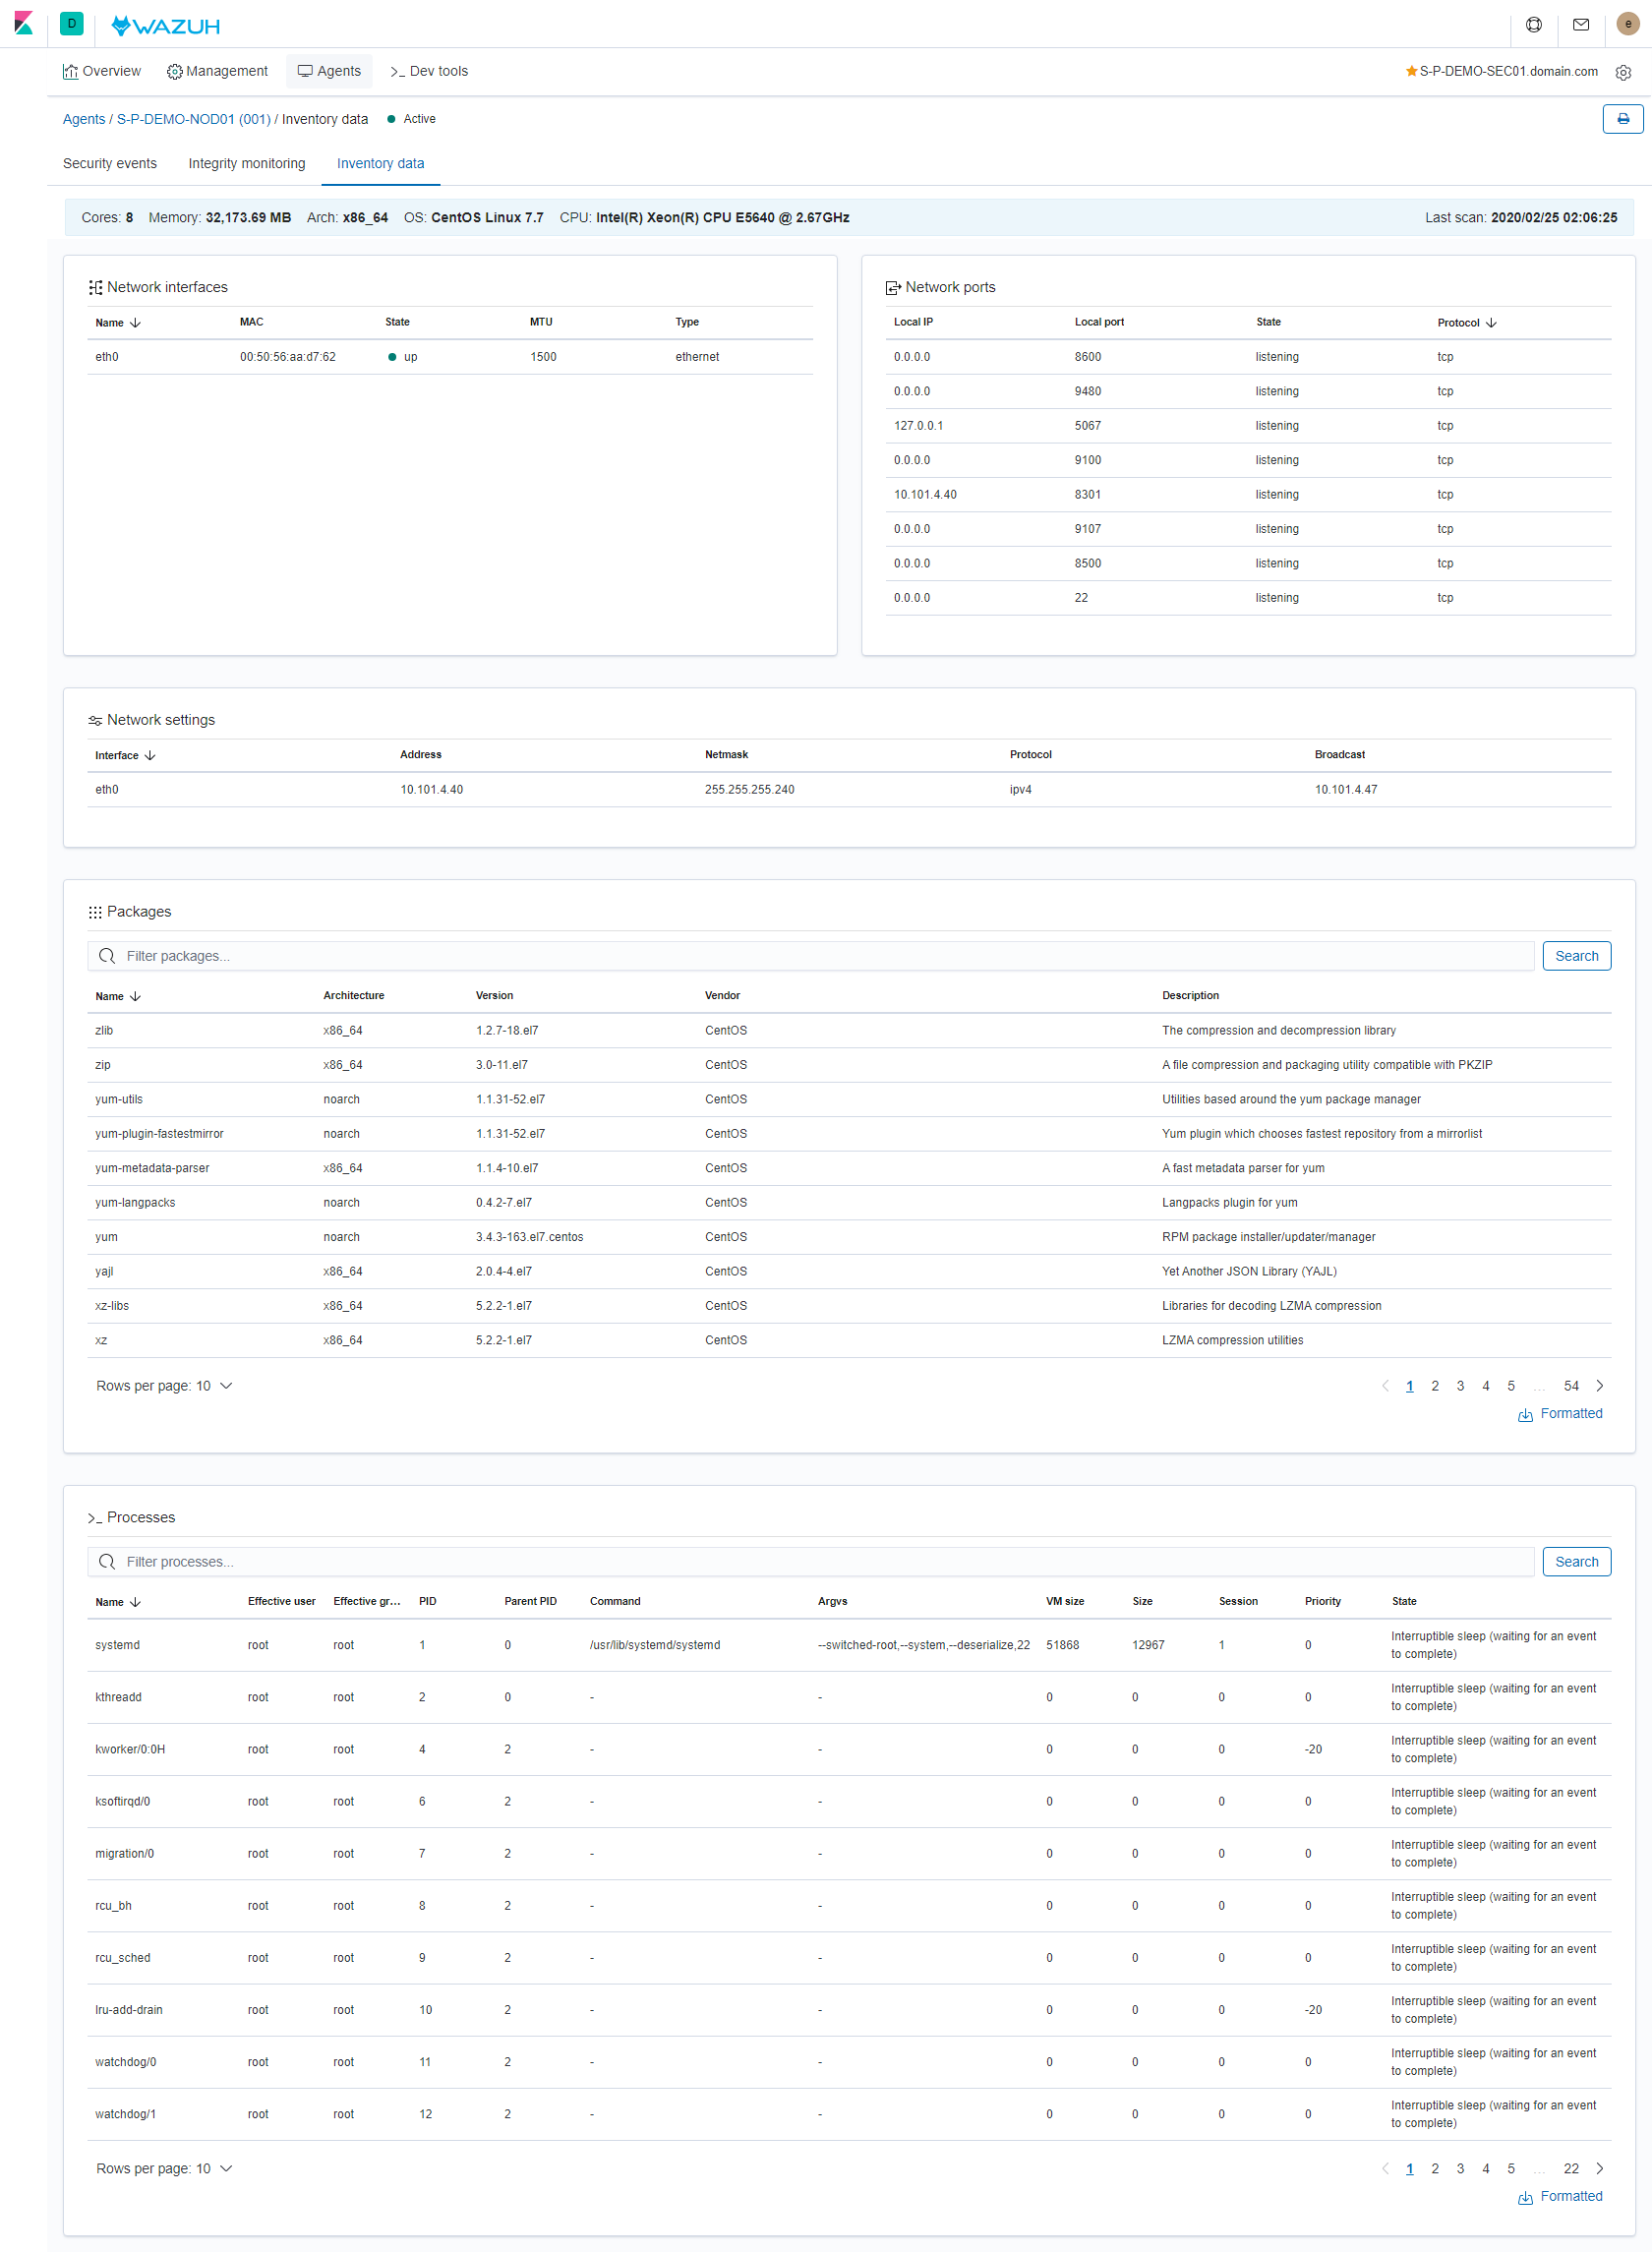 D WAZUH e
Overview Management Agents >_ Dev tools S-P-DEMO-SEC01.domain.com
Agents / S-P-DEMO-NOD01 (001) / Inventory data Active
Security events Integrity monitoring Inventory data
Cores: 8 Memory: 32,173.69 MB Arch: x86_64 OS: CentOS Linux 7.7 CPU: Intel(R) Xeon(R) CPU E5640 @ 2.67GHz Last scan: 2020/02/25 02:06:25
Network interfaces
Name MAC State MTU Type
eth0 00:50:56:aa:d7:62 up 1500 ethernet
Network ports
Local IP Local port State Protocol
0.0.0.0 8600 listening tcp
0.0.0.0 9480 listening tcp
127.0.0.1 5067 listening tcp
0.0.0.0 9100 listening tcp
10.101.4.40 8301 listening tcp
0.0.0.0 9107 listening tcp
0.0.0.0 8500 listening tcp
0.0.0.0 22 listening tcp
Network settings
Interface Address Netmask Protocol Broadcast
eth0 10.101.4.40 255.255.255.240 ipv4 10.101.4.47
Packages
Filter packages... Search
Name Architecture Version Vendor Description
zlib x86_64 1.2.7-18.el7 CentOS The compression and decompression library
zip x86_64 3.0-11.el7 CentOS A file compression and packaging utility compatible with PKZIP
yum-utils noarch 1.1.31-52.el7 CentOS Utilities based around the yum package manager
yum-plugin-fastestmirror noarch 1.1.31-52.el7 CentOS Yum plugin which chooses fastest repository from a mirrorlist
yum-metadata-parser x86_64 1.1.4-10.el7 CentOS A fast metadata parser for yum
yum-langpacks noarch 0.4.2-7.el7 CentOS Langpacks plugin for yum
yum noarch 3.4.3-163.el7.centos CentOS RPM package installer/updater/manager
yajl x86_64 2.0.4-4.el7 CentOS Yet Another JSON Library (YAJL)
xz-libs x86_64 5.2.2-1.el7 CentOS Libraries for decoding LZMA compression
xz x86_64 5.2.2-1.el7 CentOS LZMA compression utilities
Rows per page: 10 1 2 3 4 5 ... 54
Formatted
>_ Processes
Filter processes... Search
Name Effective user Effective gr... PID Parent PID Command Argvs VM size Size Session Priority State
systemd root root 1 0 /usr/lib/systemd/systemd --switched-root,--system,--deserialize,22 51868 12967 1 0 Interruptible sleep (waiting for an event
to complete)
kthreadd root root 2 0 - - 0 0 0 0 Interruptible sleep (waiting for an event
to complete)
kworker/0:0H root root 4 2 - - 0 0 0 -20 Interruptible sleep (waiting for an event
to complete)
ksoftirqd/0 root root 6 2 - - 0 0 0 0 Interruptible sleep (waiting for an event
to complete)
migration/0 root root 7 2 - - 0 0 0 0 Interruptible sleep (waiting for an event
to complete)
rcu_bh root root 8 2 - - 0 0 0 0 Interruptible sleep (waiting for an event
to complete)
rcu_sched root root 9 2 - - 0 0 0 0 Interruptible sleep (waiting for an event
to complete)
lru-add-drain root root 10 2 - - 0 0 0 -20 Interruptible sleep (waiting for an event
to complete)
watchdog/0 root root 11 2 - - 0 0 0 0 Interruptible sleep (waiting for an event
to complete)
watchdog/1 root root 12 2 - - 0 0 0 0 Interruptible sleep (waiting for an event
to complete)
Rows per page: 10 1 2 3 4 5 ... 22
Formatted